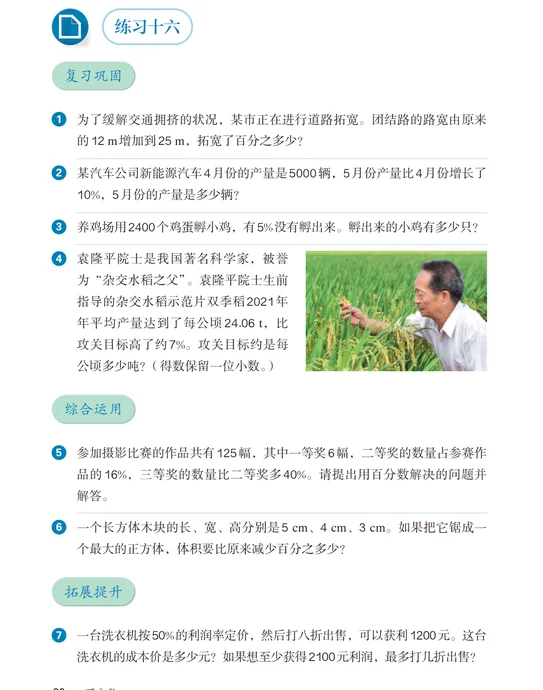 练习十六
复习巩固
1 为了缓解交通拥挤的状况，某市正在进行道路拓宽。团结路的路宽由原来
的12 m增加到25 m，拓宽了百分之多少？
2 某汽车公司新能源汽车4月份的产量是5000辆，5月份产量比4月份增长了
10%，5月份的产量是多少辆？
3 养鸡场用2400个鸡蛋孵小鸡，有5%没有孵出来。孵出来的小鸡有多少只？
4 袁隆平院士是我国著名科学家，被誉
为“杂交水稻之父”。袁隆平院士生前
指导的杂交水稻示范片双季稻2021年
年平均产量达到了每公顷24.06 t，比
攻关目标高了约7%。攻关目标约是每
公顷多少吨？（得数保留一位小数。）
综合运用
5 参加摄影比赛的作品共有125幅，其中一等奖6幅，二等奖的数量占参赛作
品的16%，三等奖的数量比二等奖多40%。请提出用百分数解决的问题并
解答。
6 一个长方体木块的长、宽、高分别是5 cm、4 cm、3 cm。如果把它锯成一
个最大的正方体，体积要比原来减少百分之多少？
拓展提升
7 一台洗衣机按50%的利润率定价，然后打八折出售，可以获利1200元。这台
洗衣机的成本价是多少元？如果想至少获得2100元利润，最多打几折出售？